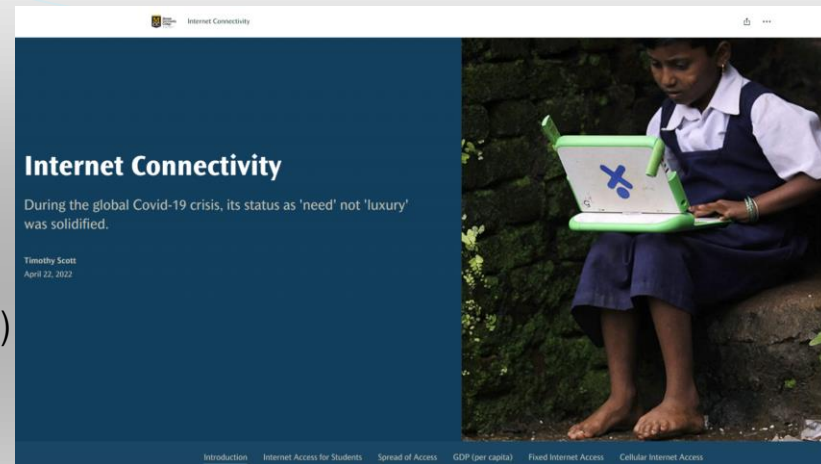 Internet Connectivity
Internet Connectivity
During the global Covid-19 crisis, its status as 'need' not 'luxury'
was solidified.
Timothy Scott
April 22, 2022
)
Introduction Internet Access for Students Spread of Access GDP (per capita) Fixed Internet Access Cellular Internet Access